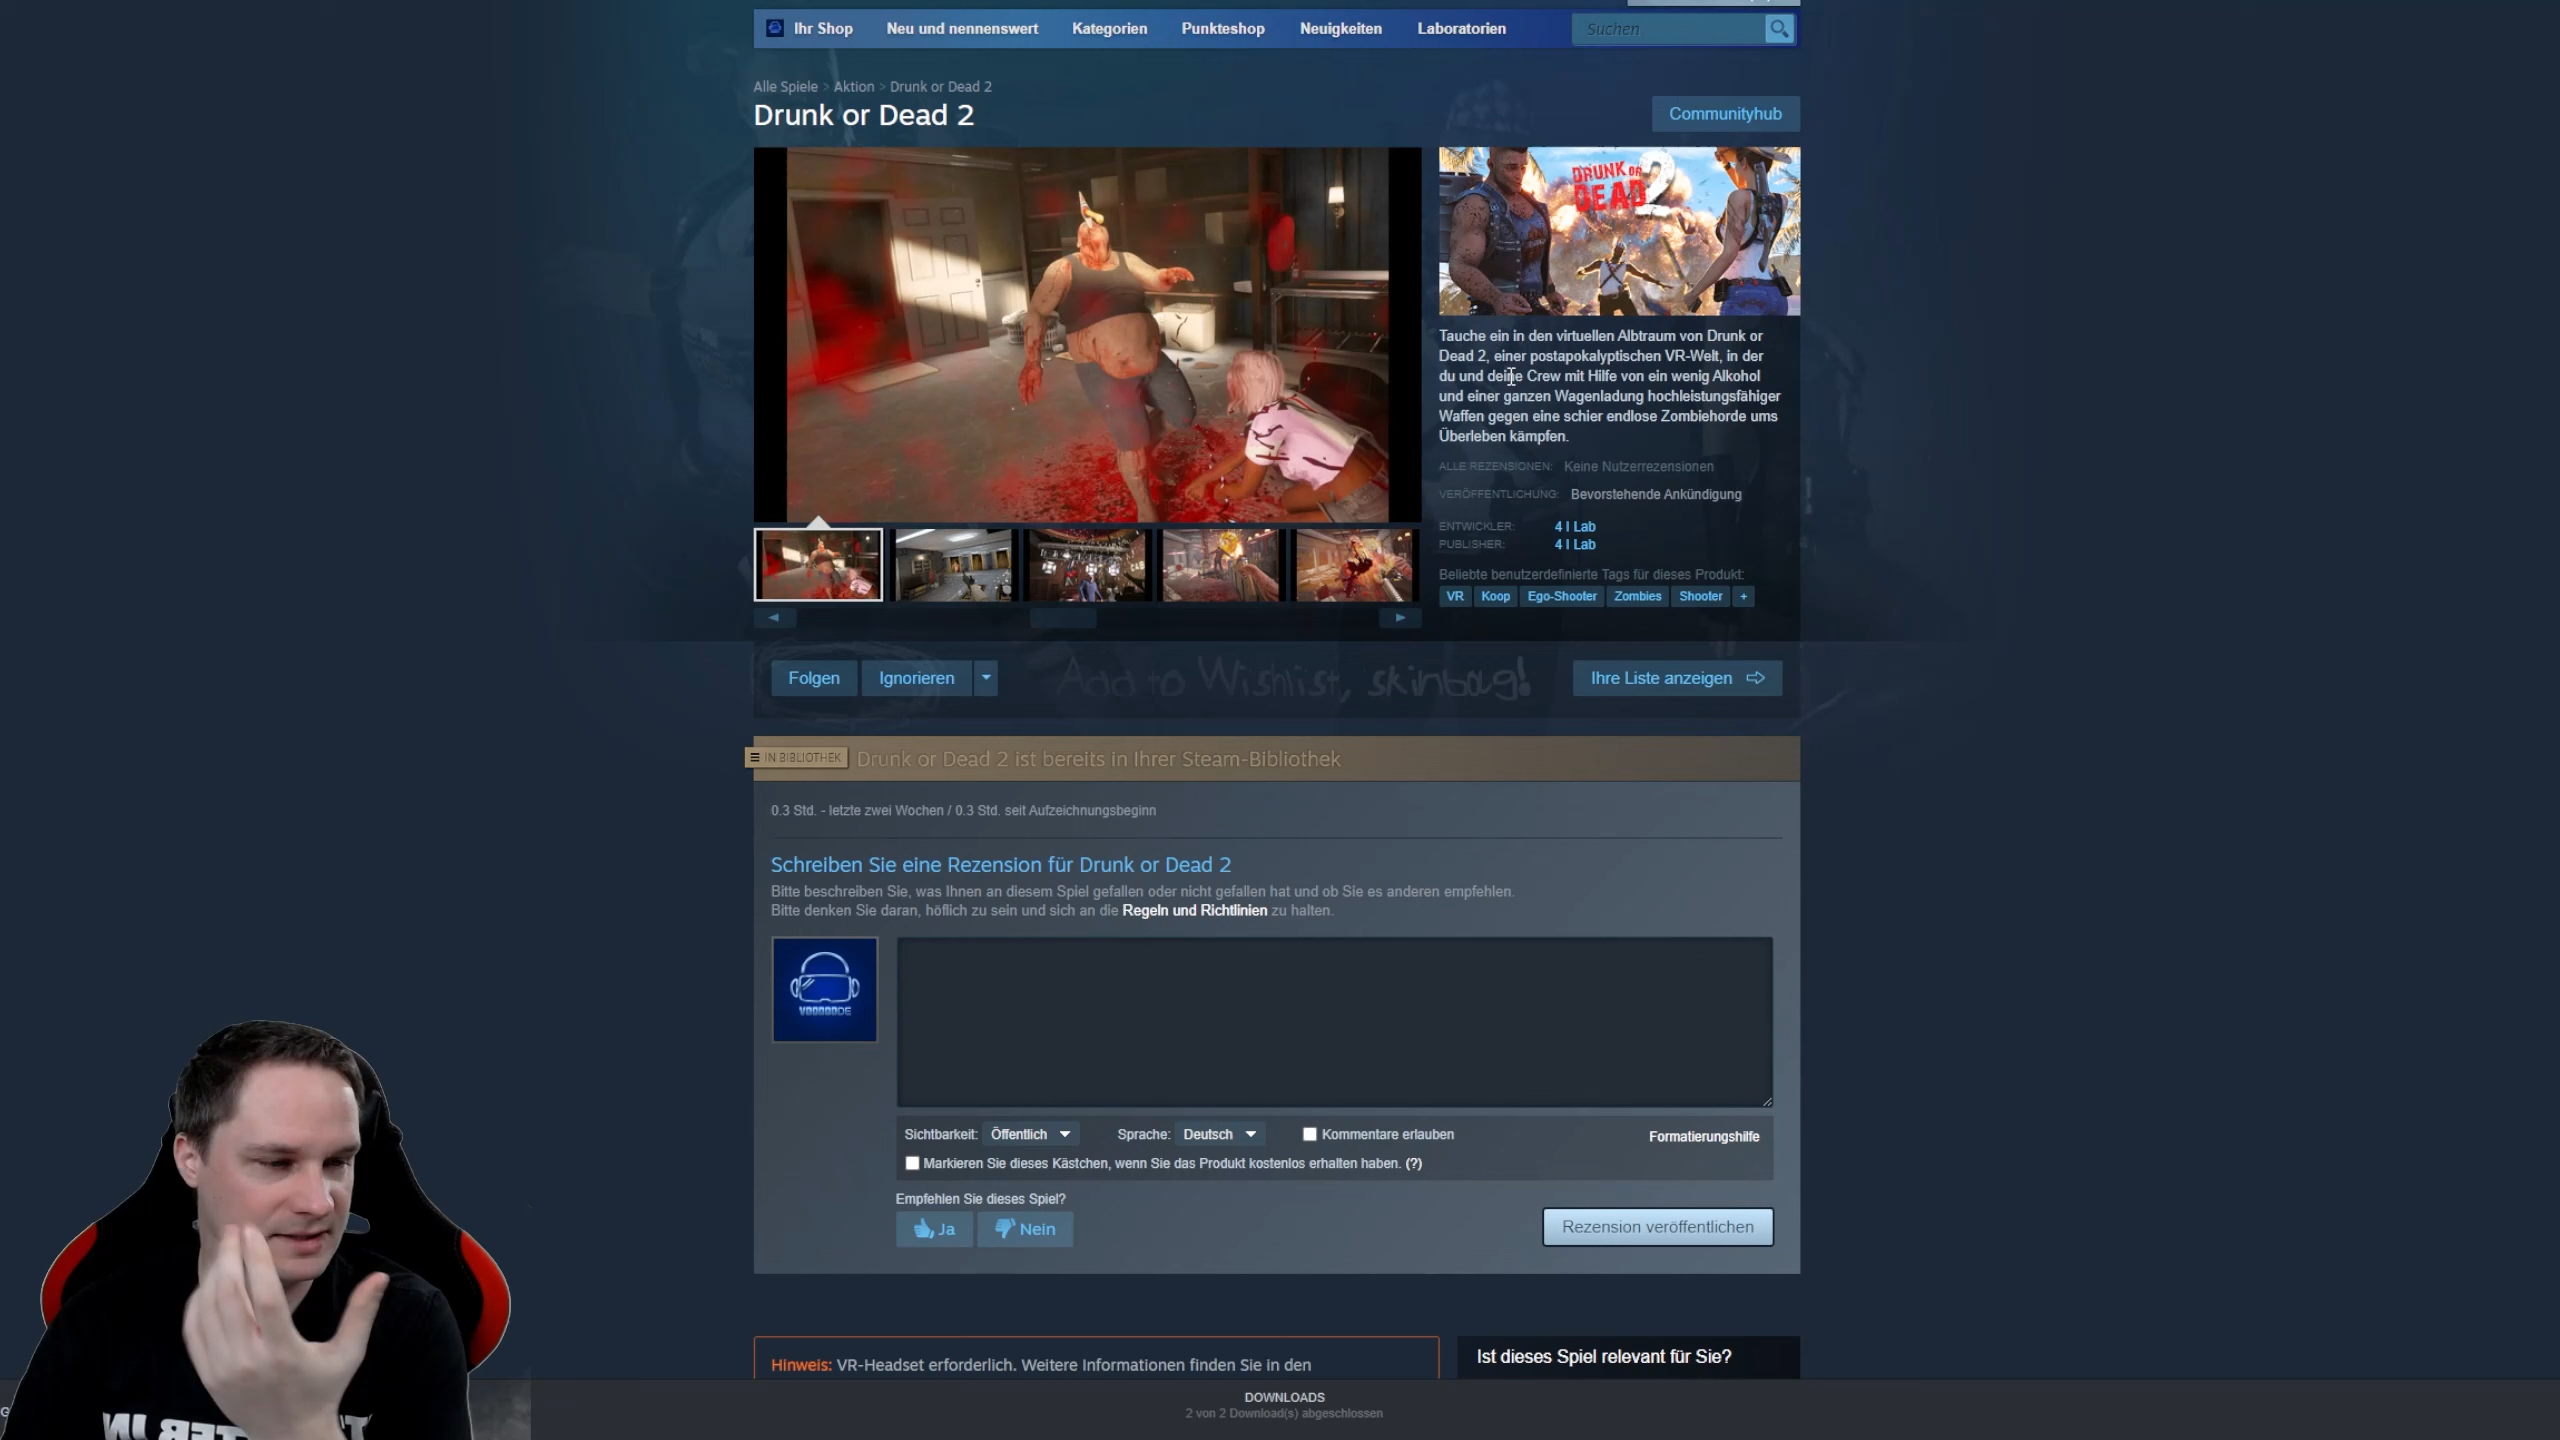 Ihr Shop Neu und nennenswert Kategorien Punkteshop Neuigkeiten Laboratorien Suchen
Alle Spiele > Aktion > Drunk or Dead 2
Drunk or Dead 2
Communityhub
DRUNK OR
DEAD 2
Tauche ein in den virtuellen Albtraum von Drunk or
Dead 2, einer postapokalyptischen VR-Welt, in der
du und deine Crew mit Hilfe von ein wenig Alkohol
und einer ganzen Wagenladung hochleistungsfähiger
Waffen gegen eine schier endlose Zombiehorde ums
Überleben kämpfen.
ALLE REZENSIONEN: Keine Nutzerrezensionen
VERÖFFENTLICHUNG: Bevorstehende Ankündigung
ENTWICKLER: 4 I Lab
PUBLISHER: 4 I Lab
Beliebte benutzerdefinierte Tags für dieses Produkt:
VR Koop Ego-Shooter Zombies Shooter +
Folgen Ignorieren Add to Wishlist, skinbag! Ihre Liste anzeigen
IN BIBLIOTHEK Drunk or Dead 2 ist bereits in Ihrer Steam-Bibliothek
0.3 Std. - letzte zwei Wochen / 0.3 Std. seit Aufzeichnungsbeginn
Schreiben Sie eine Rezension für Drunk or Dead 2
Bitte beschreiben Sie, was Ihnen an diesem Spiel gefallen oder nicht gefallen hat und ob Sie es anderen empfehlen.
Bitte denken Sie daran, höflich zu sein und sich an die Regeln und Richtlinien zu halten.
Sichtbarkeit: Öffentlich Sprache: Deutsch Kommentare erlauben Formatierungshilfe
Markieren Sie dieses Kästchen, wenn Sie das Produkt kostenlos erhalten haben. (?)
Empfehlen Sie dieses Spiel?
Ja Nein Rezension veröffentlichen
Hinweis: VR-Headset erforderlich. Weitere Informationen finden Sie in den
Ist dieses Spiel relevant für Sie?
DOWNLOADS
2 von 2 Download(s) abgeschlossen